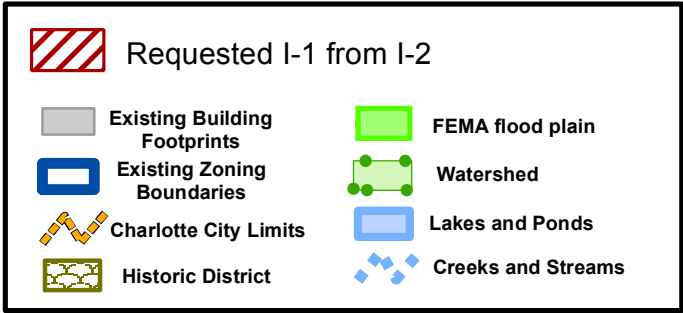 Requested I-1 from I-2
Existing Building
Footprints
Existing Zoning
Boundaries
Charlotte City Limits
Historic District
FEMA flood plain
Watershed
Lakes and Ponds
Creeks and Streams